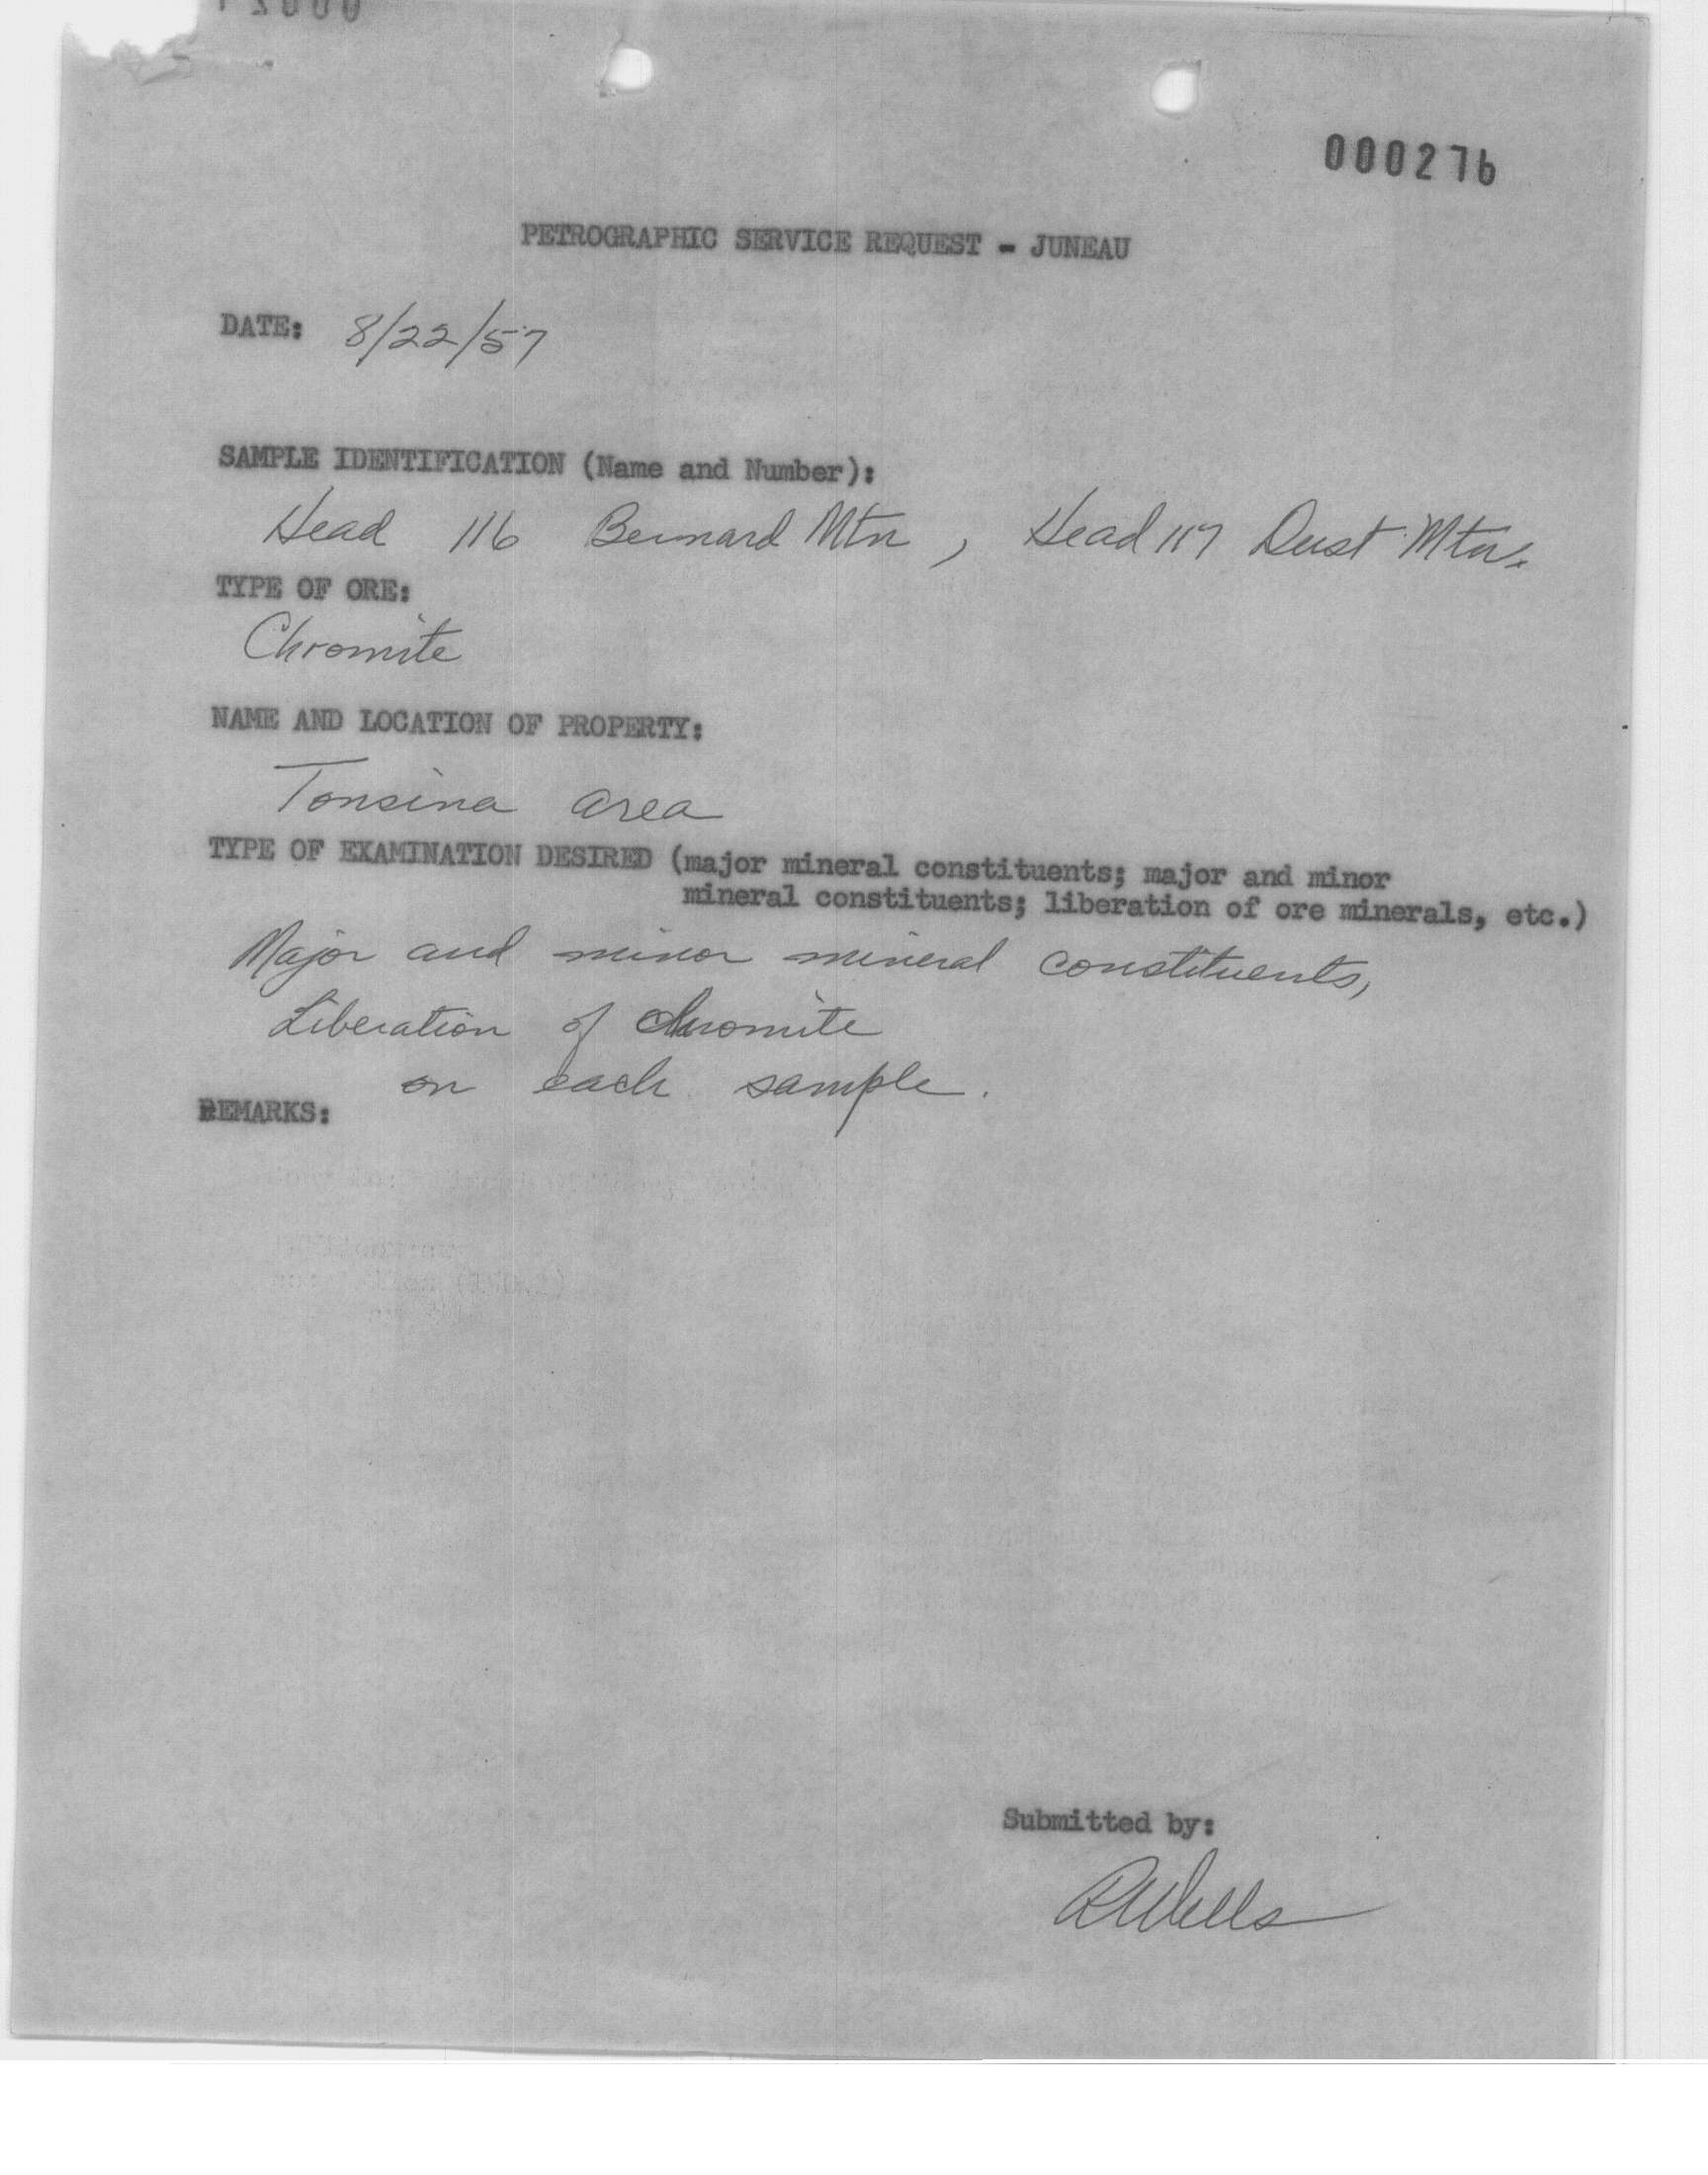 000276
PETROGRAPHIC SERVICE REQUEST - JUNEAU
DATE: 8/22/57
SAMPLE IDENTIFICATION (Name and Number):
Head 116 Bernard Mtn, Head 117 Dust Mtn.
TYPE OF ORE:
Chromite
NAME AND LOCATION OF PROPERTY:
Tonsina area
TYPE OF EXAMINATION DESIRED (major mineral constituents; major and minor
mineral constituents; liberation of ore minerals, etc.)
Major and minor mineral constituents,
Liberation of chromite
on each sample.
REMARKS:
Submitted by:
RWells